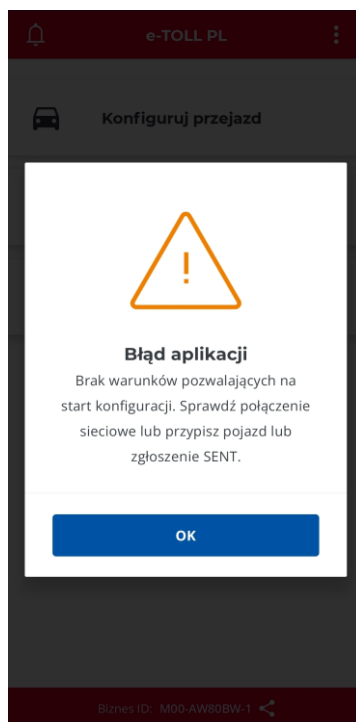 e-TOLL PL
Konfiguruj przejazd
!
Błąd aplikacji
Brak warunków pozwalających na
start konfiguracji. Sprawdź połączenie
sieciowe lub przypisz pojazd lub
zgłoszenie SENT.
OK
Biznes ID: M00-AW80BW-1